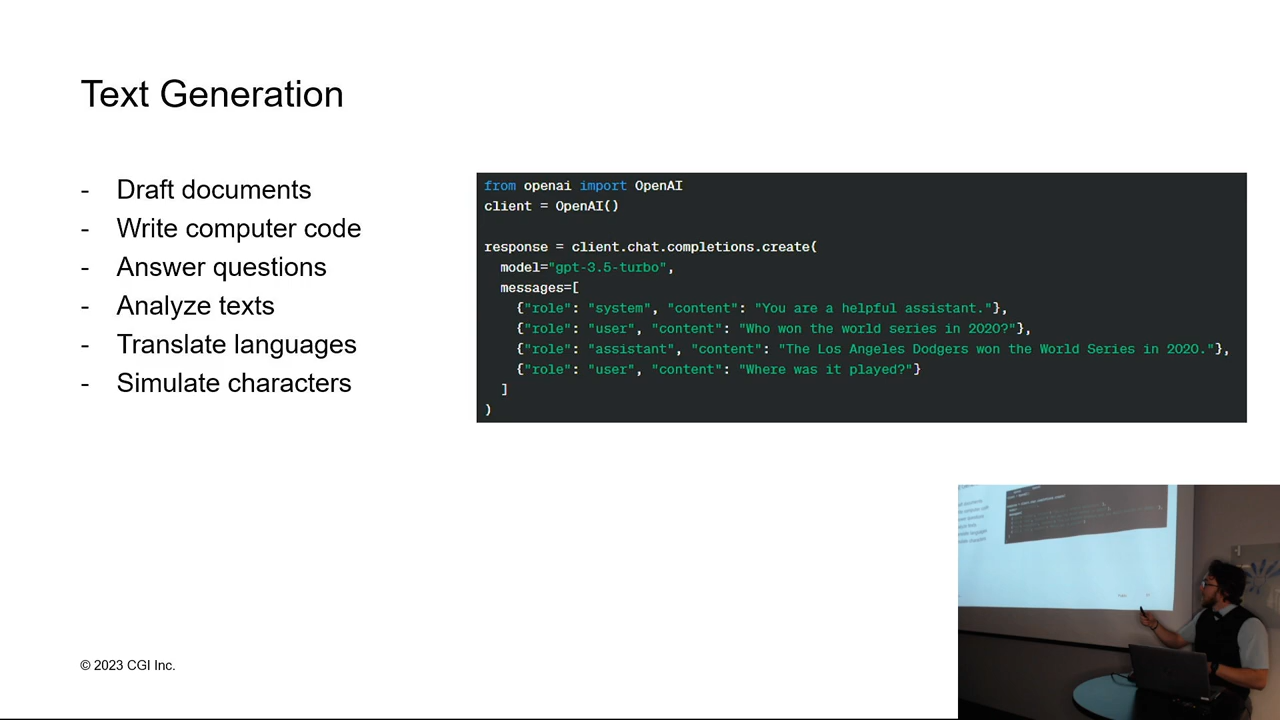 Text Generation
- Draft documents
- Write computer code
- Answer questions
- Analyze texts
- Translate languages
- Simulate characters
from openai import OpenAI
client = OpenAI()
response = client.chat.completions.create(
  model="gpt-3.5-turbo",
  messages=[
    {"role": "system", "content": "You are a helpful assistant."},
    {"role": "user", "content": "Who won the world series in 2020?"},
    {"role": "assistant", "content": "The Los Angeles Dodgers won the World Series in 2020."},
    {"role": "user", "content": "Where was it played?"}
  ]
)
© 2023 CGI Inc.